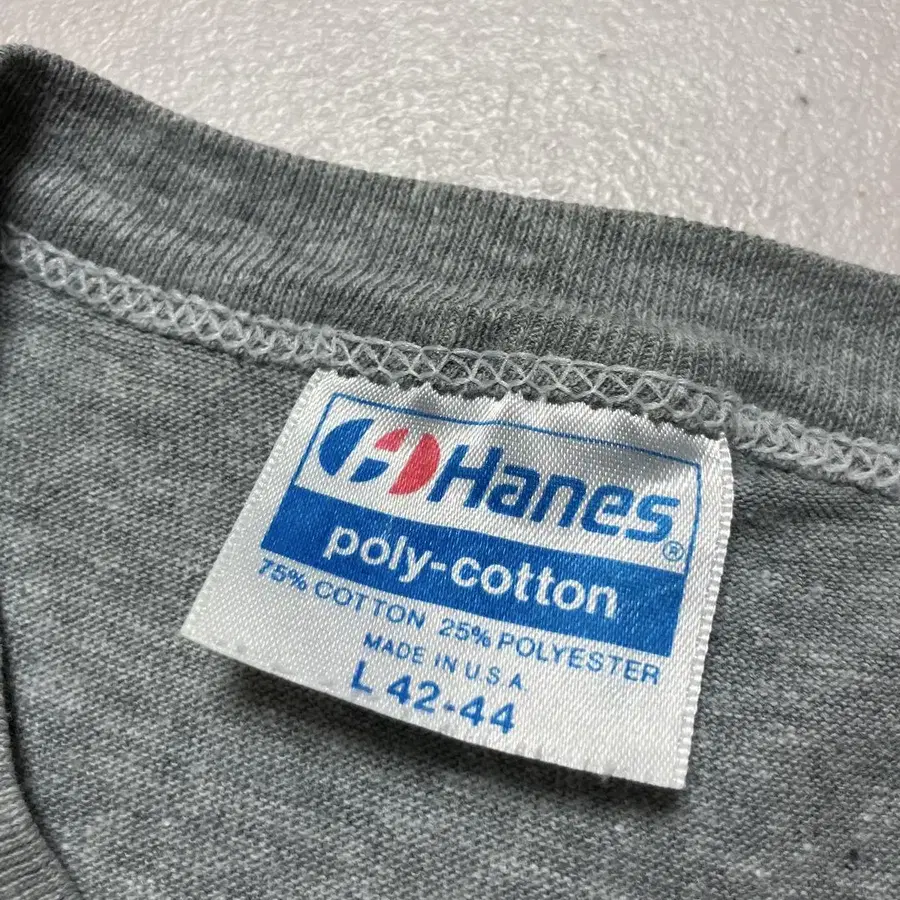 Hanes®
poly-cotton
75% COTTON 25% POLYESTER
MADE IN U.S.A.
L 42-44